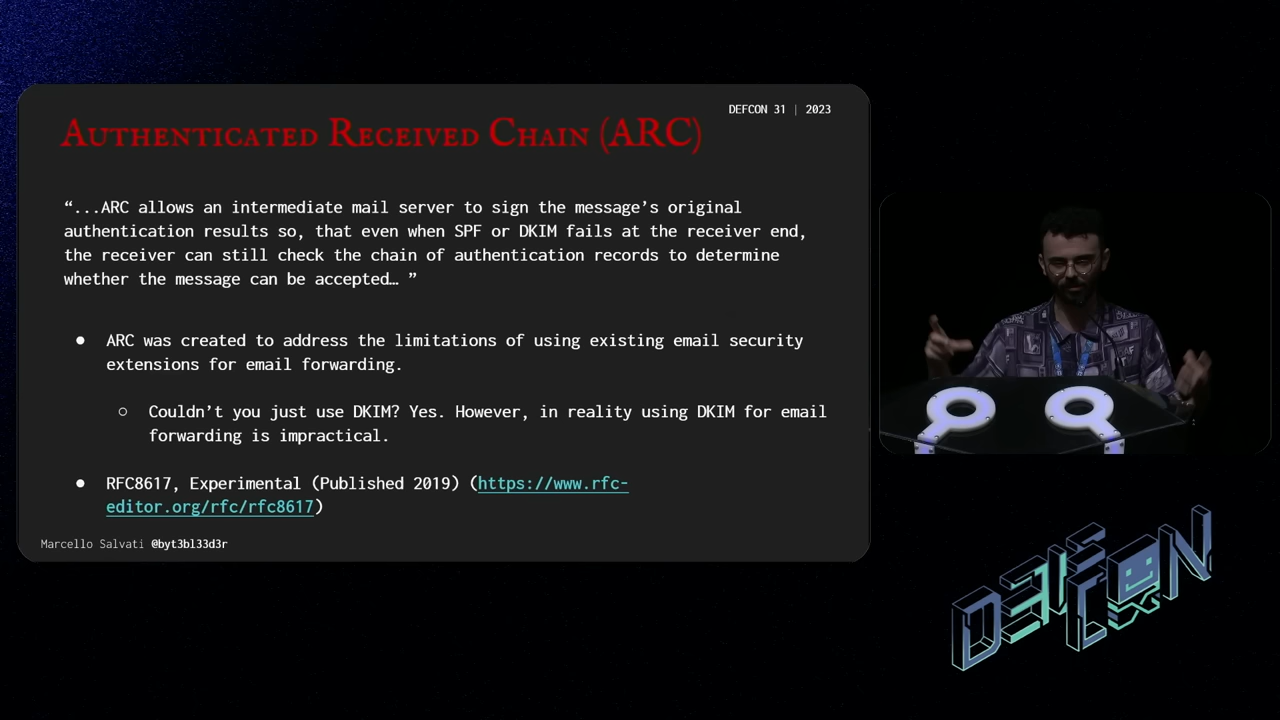 DEFCON 31 | 2023
Authenticated Received Chain (ARC)
“...ARC allows an intermediate mail server to sign the message’s original
authentication results so, that even when SPF or DKIM fails at the receiver end,
the receiver can still check the chain of authentication records to determine
whether the message can be accepted… ”
● ARC was created to address the limitations of using existing email security
extensions for email forwarding.
○ Couldn’t you just use DKIM? Yes. However, in reality using DKIM for email
forwarding is impractical.
● RFC8617, Experimental (Published 2019) (https://www.rfc-
editor.org/rfc/rfc8617)
Marcello Salvati @byt3bl33d3r
DEFCON